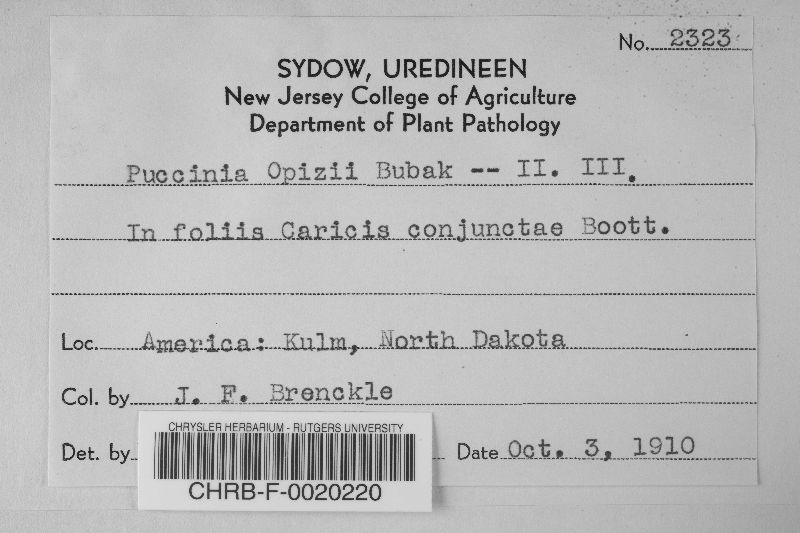 No. 2323
SYDOW, UREDINEEN
New Jersey College of Agriculture
Department of Plant Pathology
Puccinia Opizii Bubak -- II. III.
In foliis Caricis conjunctae Boott.
Loc. America: Kulm, North Dakota
Col. by J. F. Brenckle
Det. by Date Oct. 3, 1910
CHRYSLER HERBARIUM - RUTGERS UNIVERSITY
CHRB-F-0020220